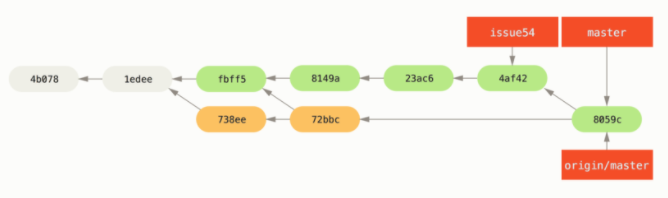 issue54 master
4b078 1edee fbff5 8149a 23ac6 4af42
738ee 72bbc 8059c
origin/master